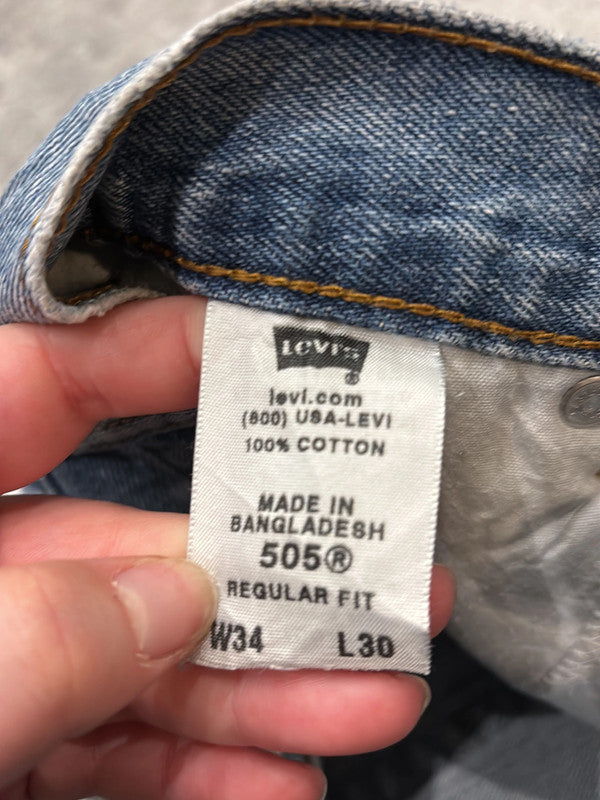 Levi's
®
levi.com
(800) USA-LEVI
100% COTTON
MADE IN
BANGLADESH
505®
REGULAR FIT
W34 L30